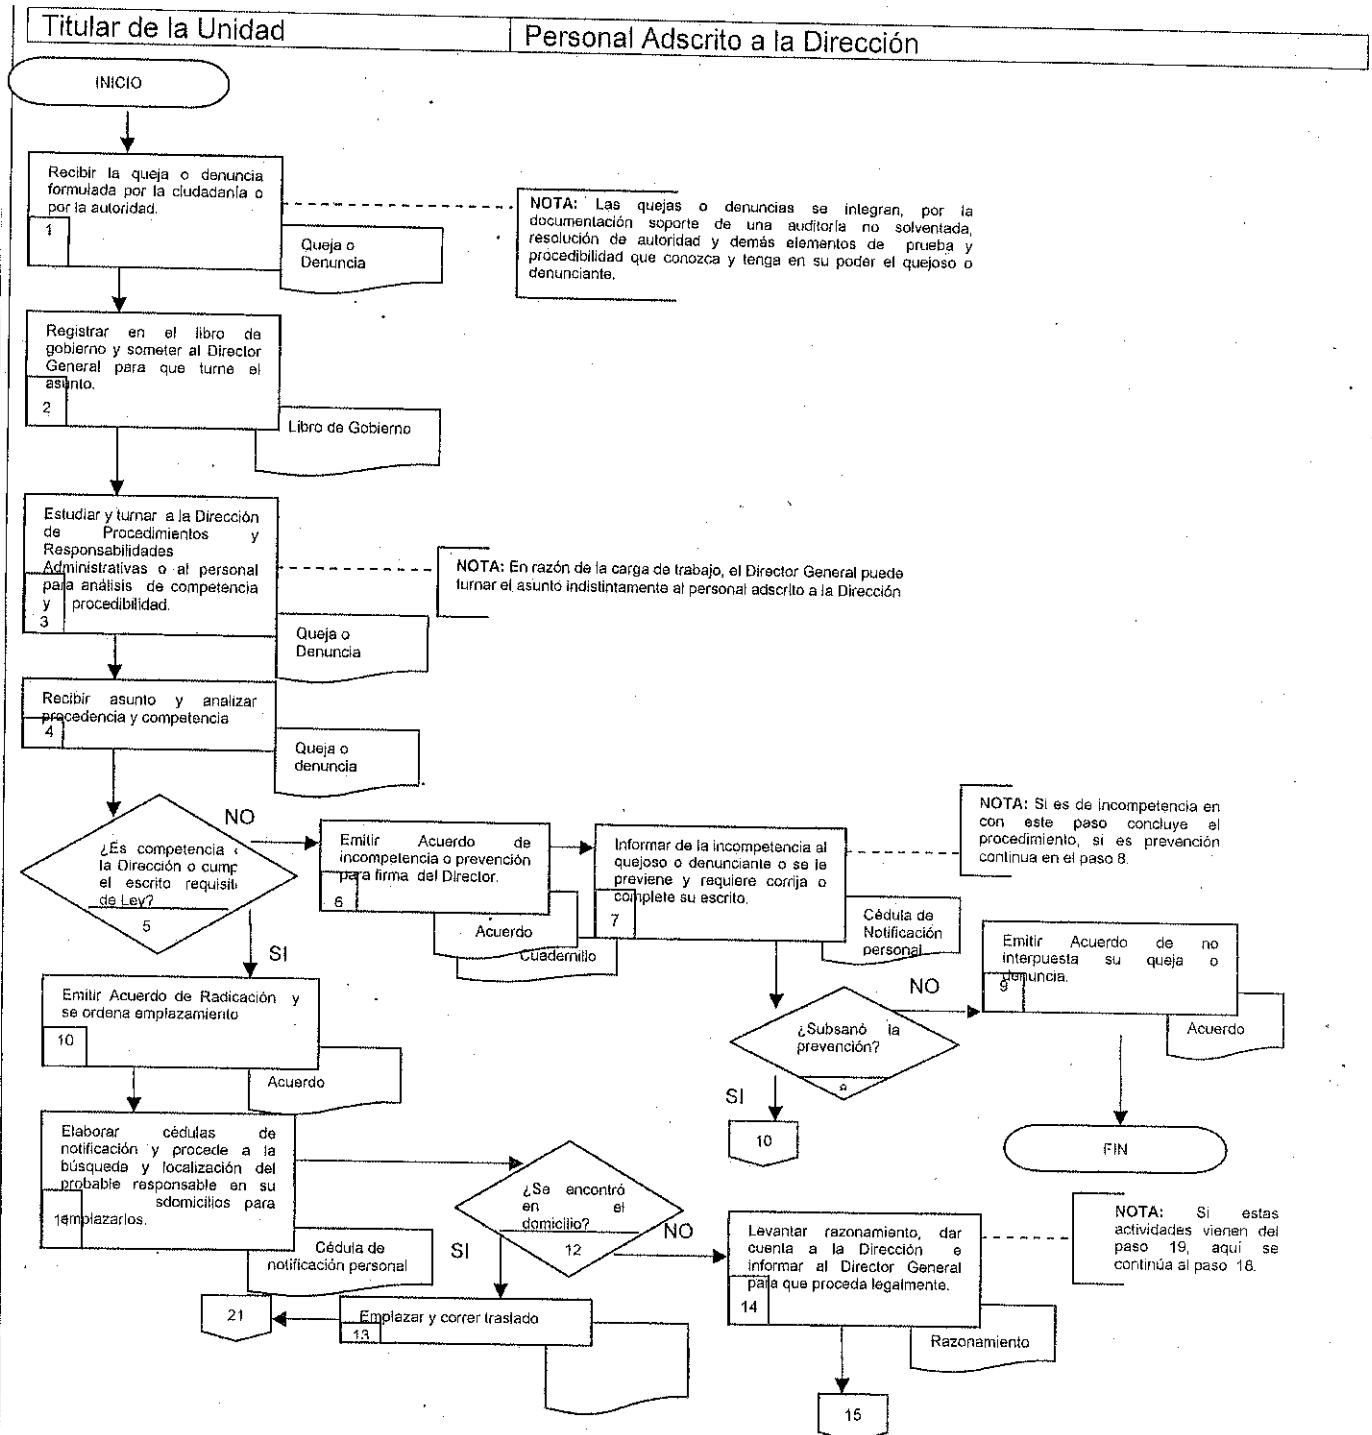 Titular de la Unidad
Personal Adscrito a la Dirección
INICIO
Recibir la queja o denuncia
formulada por la ciudadanía o
por la autoridad.
1
Queja o
Denuncia
NOTA: Las quejas o denuncias se integran, por la
documentación soporte de una auditoría no solventada,
resolución de autoridad y demás elementos de prueba y
procedibilidad que conozca y tenga en su poder el quejoso o
denunciante.
Registrar en el libro de
gobierno y someter al Director
General para que turne el
asunto.
2
Libro de Gobierno
Estudiar y turnar a la Dirección
de Procedimientos y
Responsabilidades
Administrativas o al personal
para análisis de competencia
y procedibilidad.
3
Queja o
Denuncia
NOTA: En razón de la carga de trabajo, el Director General puede
turnar el asunto indistintamente al personal adscrito a la Dirección
Recibir asunto y analizar
precedencia y competencia
4
Queja o
denuncia
¿Es competencia
la Dirección o cump
el escrito requisit
de Ley?
5
NO
SI
Emitir Acuerdo de
incompetencia o prevención
para firma del Director.
6
Acuerdo
Cuadernillo
Informar de la incompetencia al
quejoso o denunciante o se le
previene y requiere corrija o
complete su escrito.
7
Cédula de
Notificación
personal
NOTA: Si es de incompetencia en
con este paso concluye el
procedimiento, si es prevención
continua en el paso 8.
¿Subsanó la
prevención?
NO
SI
10
Emitir Acuerdo de no
interpuesta su queja o
denuncia.
9
Acuerdo
FIN
Emitir Acuerdo de Radicación y
se ordena emplazamiento
10
Acuerdo
Elaborar cédulas de
notificación y procede a la
búsqueda y localización del
probable responsable en su
sdomicilios para
emplazarlos.
11
Cédula de
notificación personal
¿Se encontró
en el
domicilio?
12
SI
NO
Emplazar y correr traslado
13
21
Levantar razonamiento, dar
cuenta a la Dirección e
informar al Director General
para que proceda legalmente.
14
Razonamiento
NOTA: Si estas
actividades vienen del
paso 19, aquí se
continúa al paso 18.
15